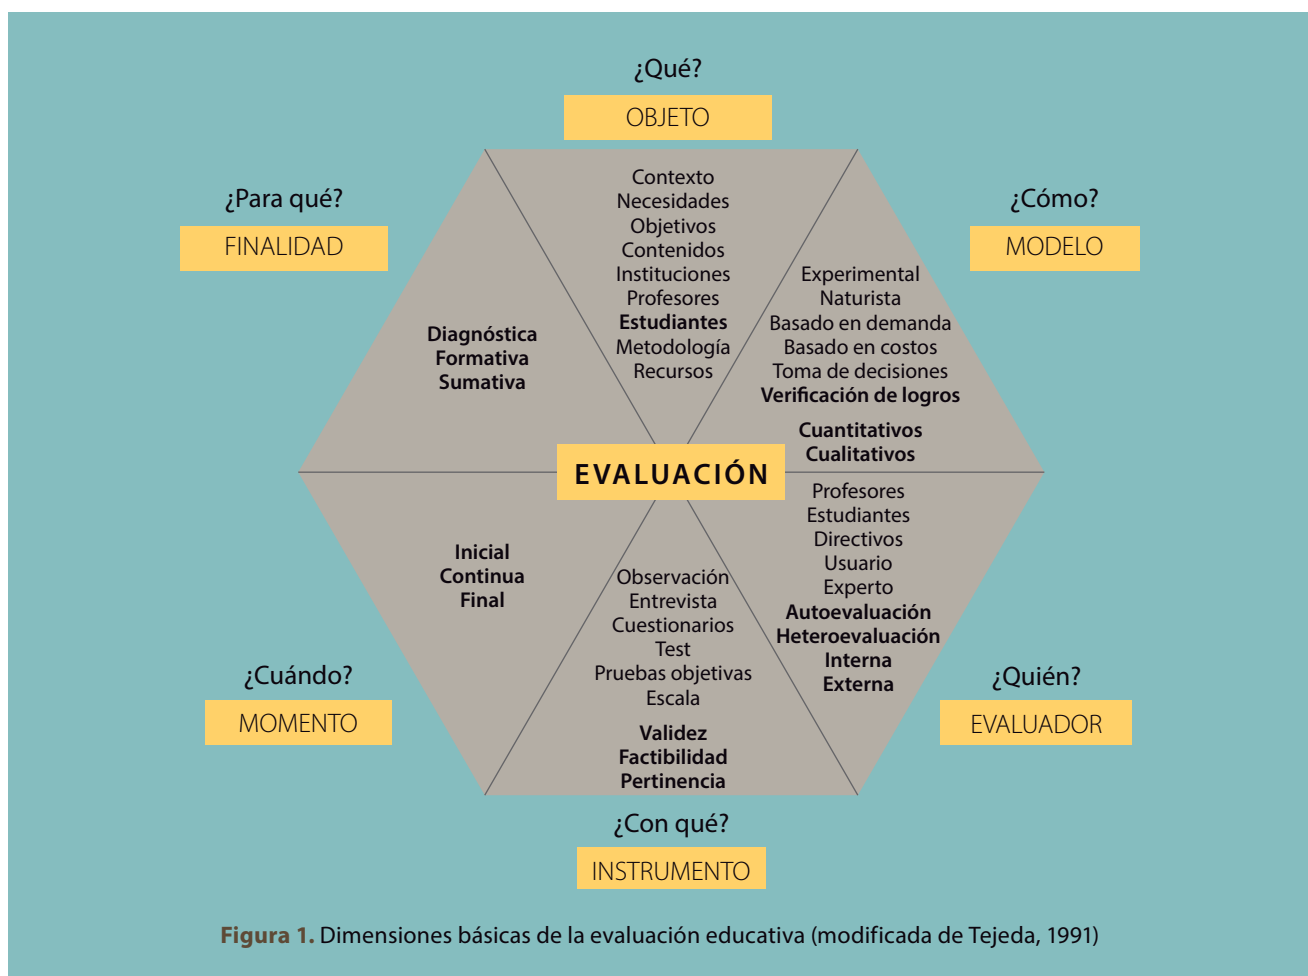 ¿Qué?
OBJETO
Contexto
Necesidades
Objetivos
Contenidos
Instituciones
Profesores
Estudiantes
Metodología
Recursos
¿Cómo?
MODELO
Experimental
Naturista
Basado en demanda
Basado en costos
Toma de decisiones
Verificación de logros
Cuantitativos
Cualitativos
¿Para qué?
FINALIDAD
Diagnóstica
Formativa
Sumativa
EVALUACIÓN
Profesores
Estudiantes
Directivos
Usuario
Experto
Autoevaluación
Heteroevaluación
Interna
Externa
¿Quién?
EVALUADOR
Inicial
Continua
Final
¿Cuándo?
MOMENTO
Observación
Entrevista
Cuestionarios
Test
Pruebas objetivas
Escala
Validez
Factibilidad
Pertinencia
¿Con qué?
INSTRUMENTO
Figura 1. Dimensiones básicas de la evaluación educativa (modificada de Tejeda, 1991)